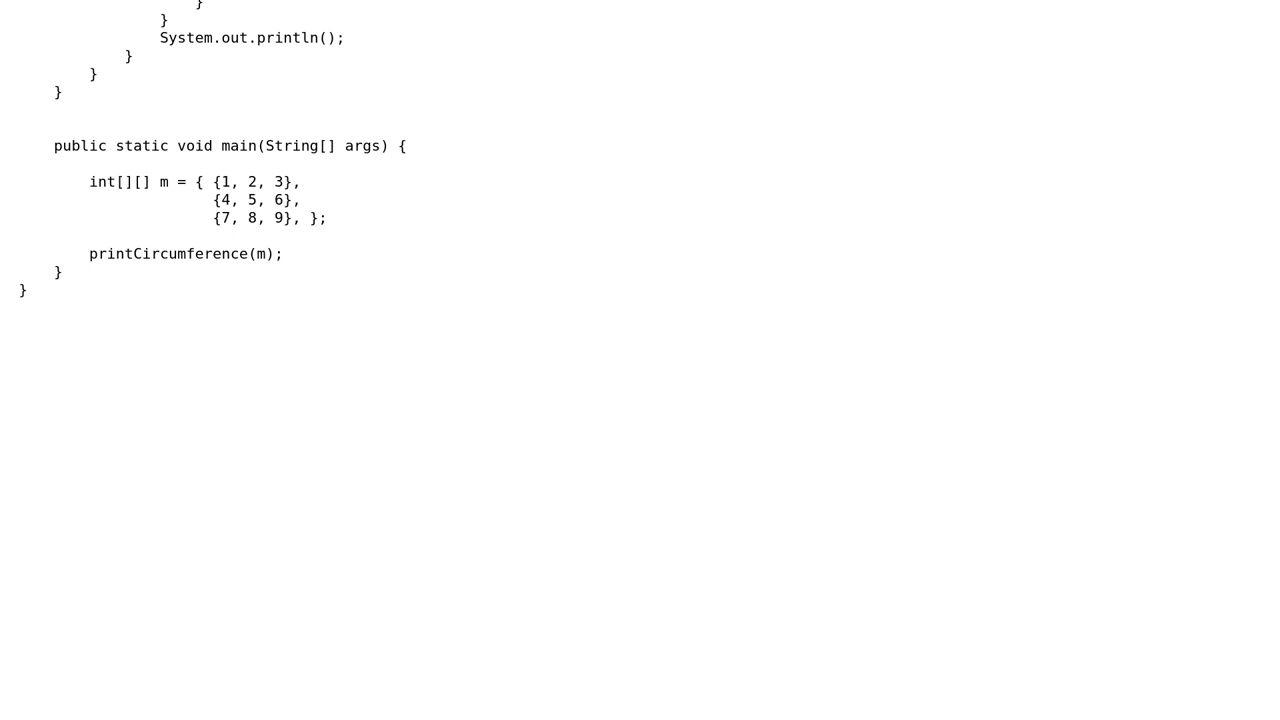 }
}
System.out.println();
}
}
}
public static void main(String[] args) {
int[][] m = { {1, 2, 3},
{4, 5, 6},
{7, 8, 9}, };
printCircumference(m);
}
}